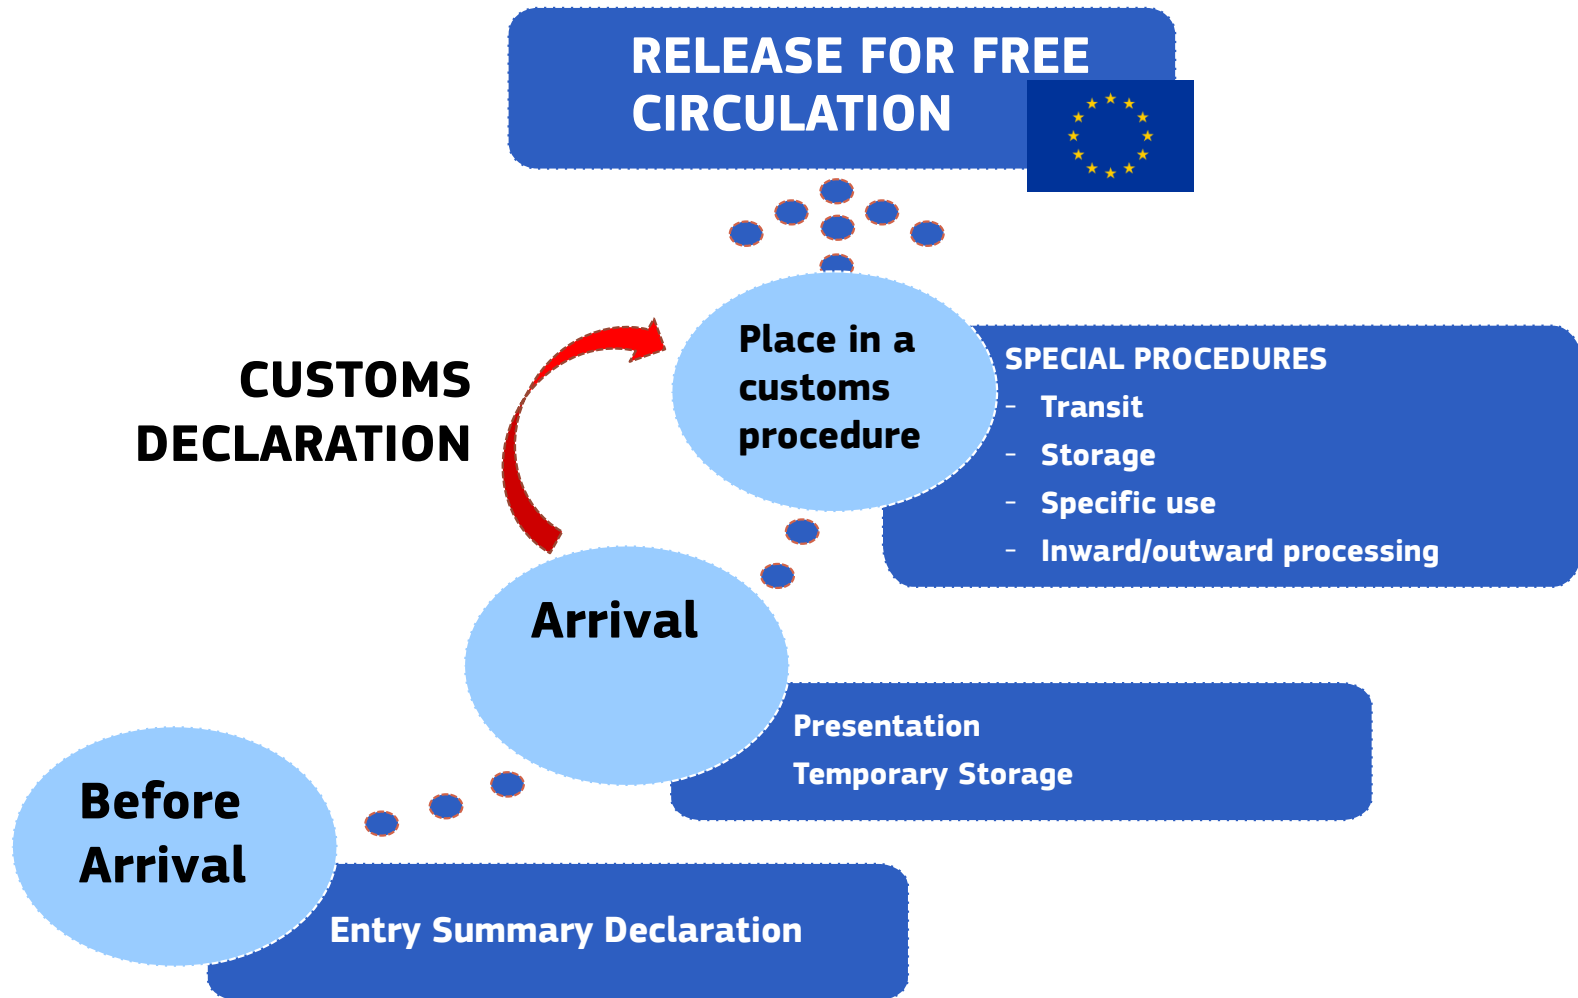 RELEASE FOR FREE
CIRCULATION
Place in a
customs
procedure
SPECIAL PROCEDURES
- Transit
- Storage
- Specific use
- Inward/outward processing
CUSTOMS
DECLARATION
Arrival
Presentation
Temporary Storage
Before
Arrival
Entry Summary Declaration